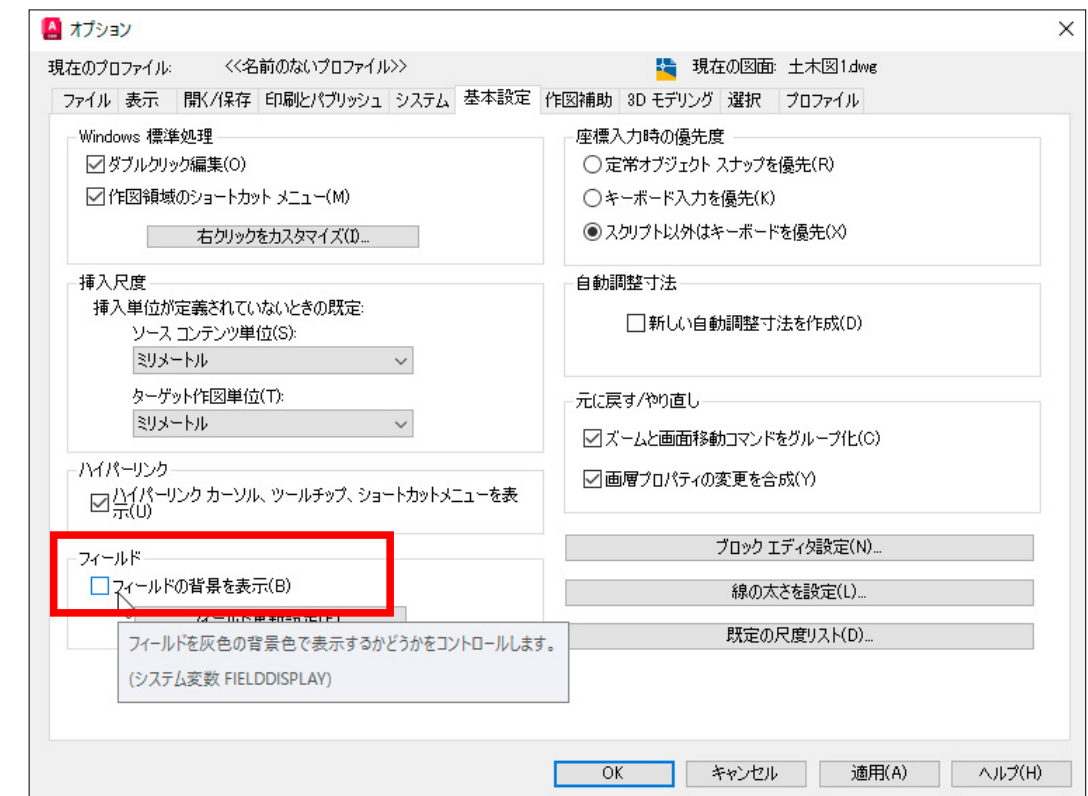 オプション
現在のプロファイル: <<名前のないプロファイル>> 現在の図面: 土木図1.dwg
ファイル 表示 開く/保存 印刷とパブリッシュ システム 基本設定 作図補助 3D モデリング 選択 プロファイル
Windows 標準処理
ダブルクリック編集(O)
作図領域のショートカット メニュー(M)
右クリックをカスタマイズ(I)...
挿入尺度
挿入単位が定義されていないときの既定:
ソース コンテンツ単位(S):
ミリメートル
ターゲット作図単位(T):
ミリメートル
ハイパーリンク
ハイパーリンク カーソル、ツールチップ、ショートカットメニューを表
示(U)
フィールド
フィールドの背景を表示(B)
フィールドを灰色の背景色で表示するかどうかをコントロールします。
(システム変数 FIELDDISPLAY)
座標入力時の優先度
定常オブジェクト スナップを優先(R)
キーボード入力を優先(K)
スクリプト以外はキーボードを優先(X)
自動調整寸法
新しい自動調整寸法を作成(D)
元に戻す/やり直し
ズームと画面移動コマンドをグループ化(C)
画層プロパティの変更を合成(Y)
ブロック エディタ設定(N)...
線の太さを設定(L)...
既定の尺度リスト(D)...
OK キャンセル 適用(A) ヘルプ(H)